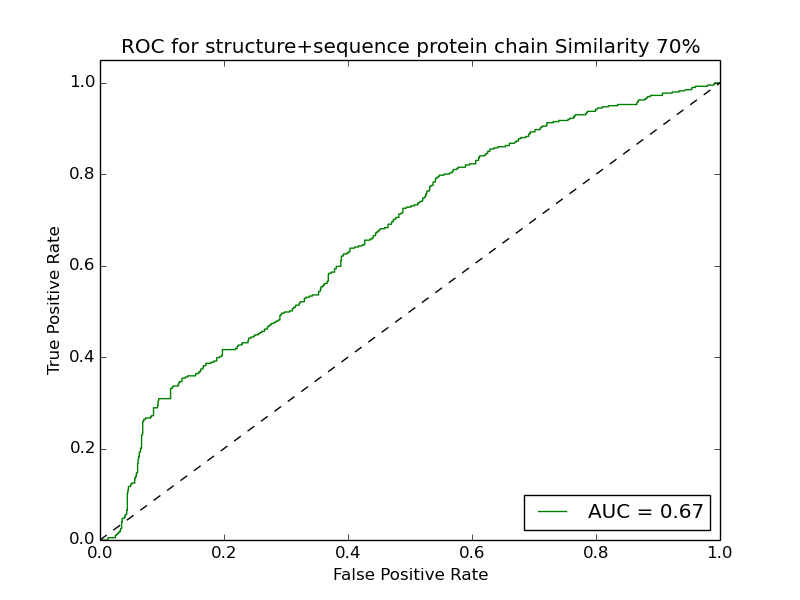 ROC for structure+sequence protein chain Similarity 70%
1.0
0.8
0.6
0.4
0.2
0.0
True Positive Rate
AUC = 0.67
0.0 0.2 0.4 0.6 0.8 1.0
False Positive Rate